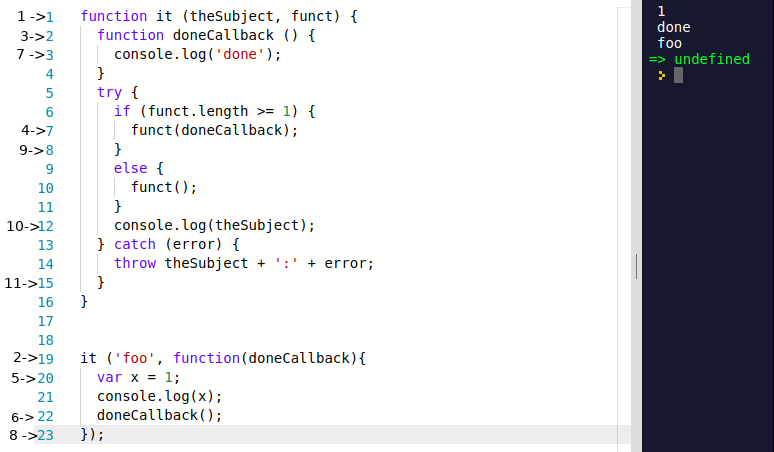 1 ->1 function it (theSubject, funct) {
3->2 function doneCallback () {
7 ->3 console.log('done');
4 }
5 try {
6 if (funct.length >= 1) {
4->7 funct(doneCallback);
9->8 }
9 else {
10 funct();
11 }
10->12 console.log(theSubject);
13 } catch (error) {
14 throw theSubject + ':' + error;
11->15 }
16 }
17
18
2->19 it ('foo', function(doneCallback){
5->20 var x = 1;
21 console.log(x);
6->22 doneCallback();
8 ->23 });
1
done
foo
=> undefined